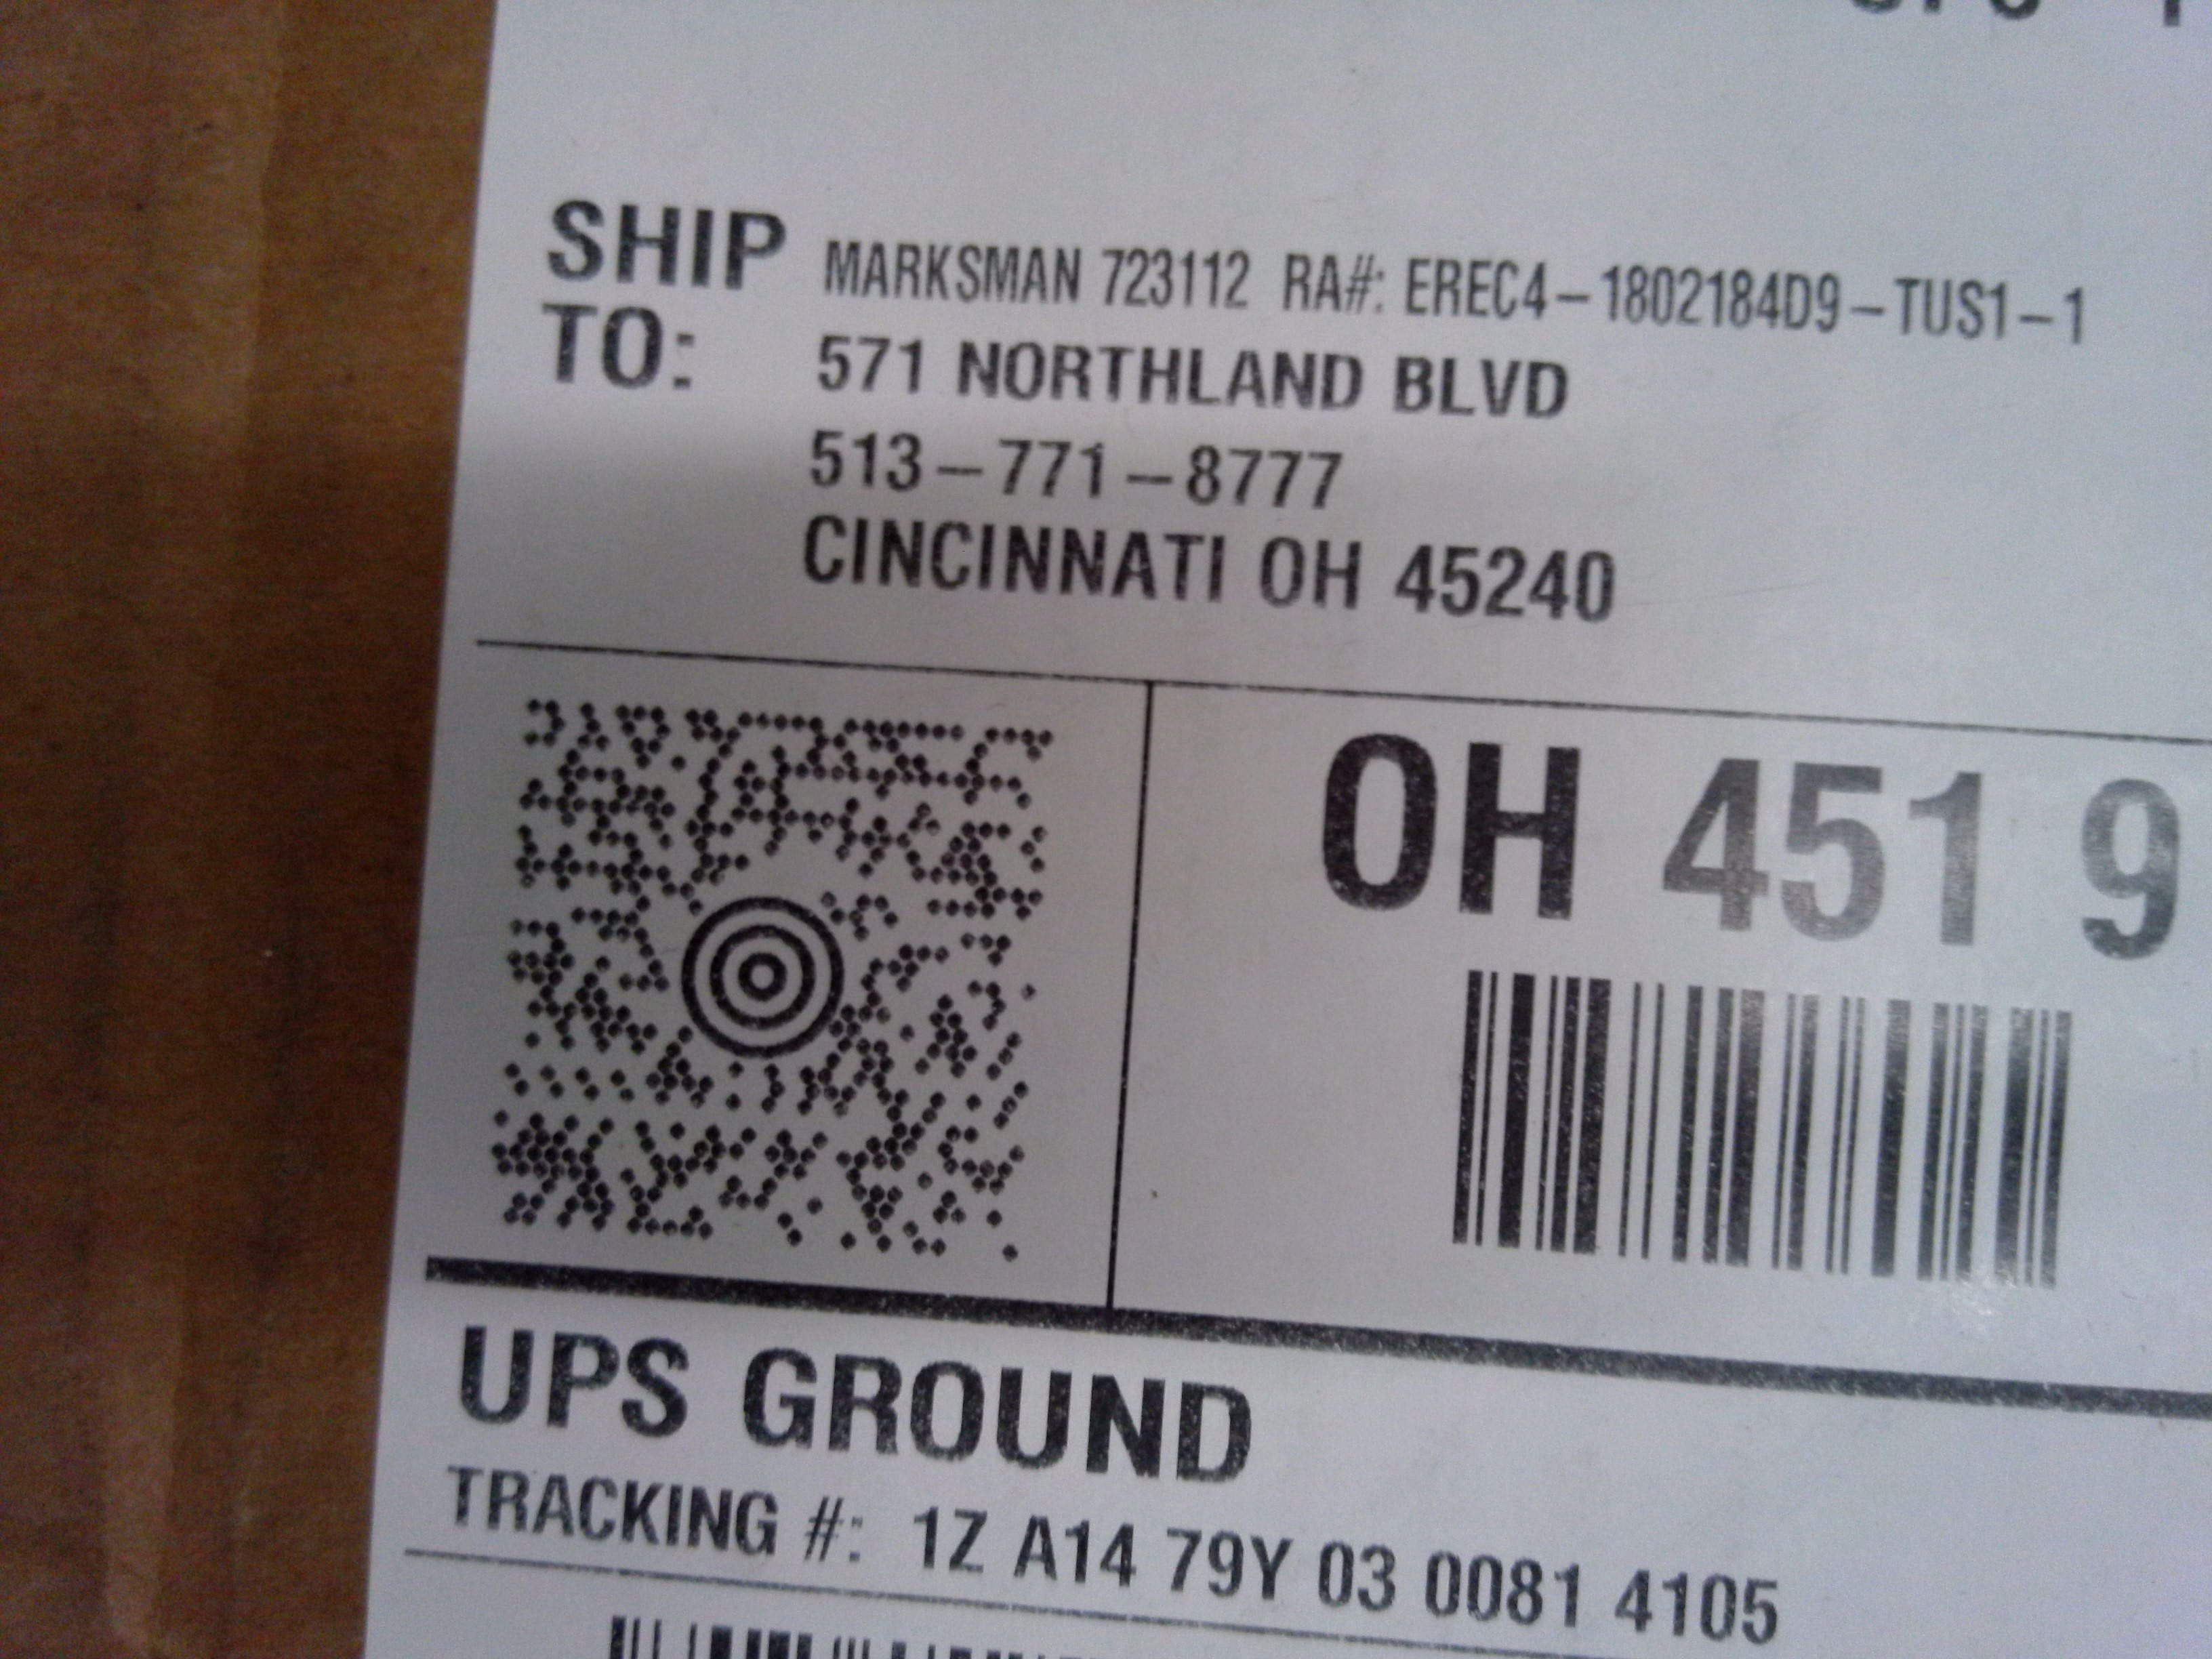 SHIP TO: MARKSMAN 723112 RA#: EREC4-1802184D9-TUS1-1
571 NORTHLAND BLVD
513-771-8777
CINCINNATI OH 45240
OH 451 9
UPS GROUND
TRACKING #: 1Z A14 79Y 03 0081 4105